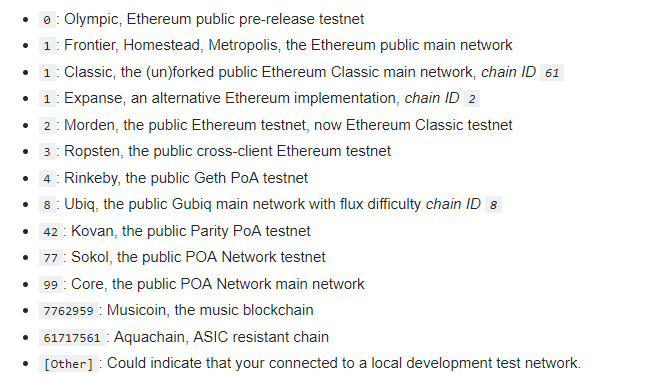 0 : Olympic, Ethereum public pre-release testnet
1 : Frontier, Homestead, Metropolis, the Ethereum public main network
1 : Classic, the (un)forked public Ethereum Classic main network, chain ID 61
1 : Expanse, an alternative Ethereum implementation, chain ID 2
2 : Morden, the public Ethereum testnet, now Ethereum Classic testnet
3 : Ropsten, the public cross-client Ethereum testnet
4 : Rinkeby, the public Geth PoA testnet
8 : Ubiq, the public Gubiq main network with flux difficulty chain ID 8
42 : Kovan, the public Parity PoA testnet
77 : Sokol, the public POA Network testnet
99 : Core, the public POA Network main network
7762959 : Musicoin, the music blockchain
61717561 : Aquachain, ASIC resistant chain
[Other] : Could indicate that your connected to a local development test network.